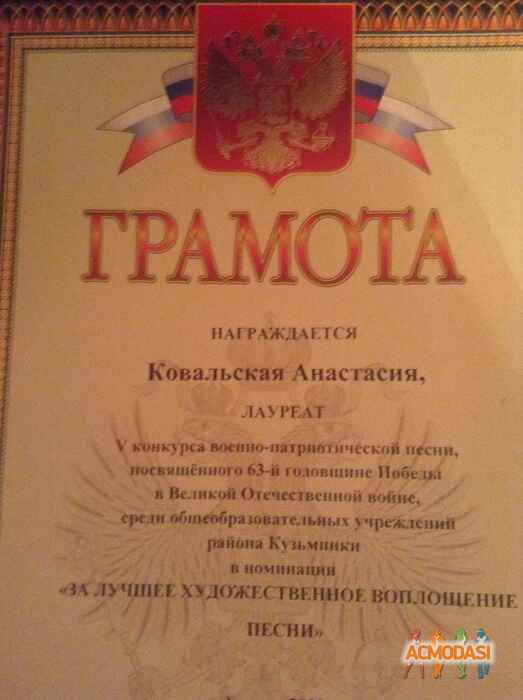 ГРАМОТА
НАГРАЖДАЕТСЯ
Ковальская Анастасия,
ЛАУРЕАТ
V конкурса военно-патриотической песни,
посвящённого 63-й годовщине Победы
в Великой Отечественной войне,
среди общеобразовательных учреждений
района Кузьминки
в номинации
«ЗА ЛУЧШЕЕ ХУДОЖЕСТВЕННОЕ ВОПЛОЩЕНИЕ
ПЕСНИ»
ACMODASI